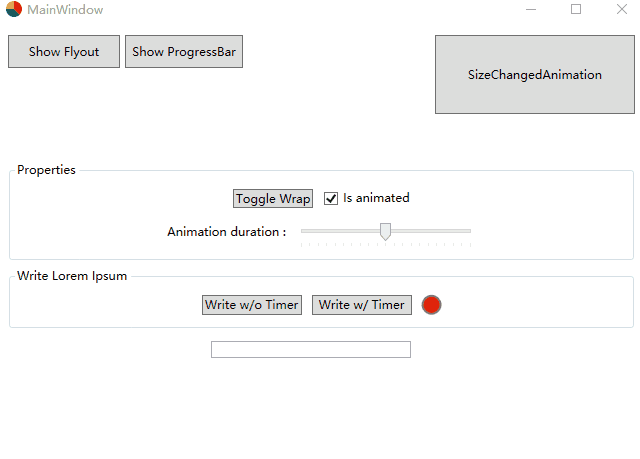 MainWindow
Show Flyout
Show ProgressBar
SizeChangedAnimation
Properties
Toggle Wrap
Is animated
Animation duration :
Write Lorem Ipsum
Write w/o Timer
Write w/ Timer